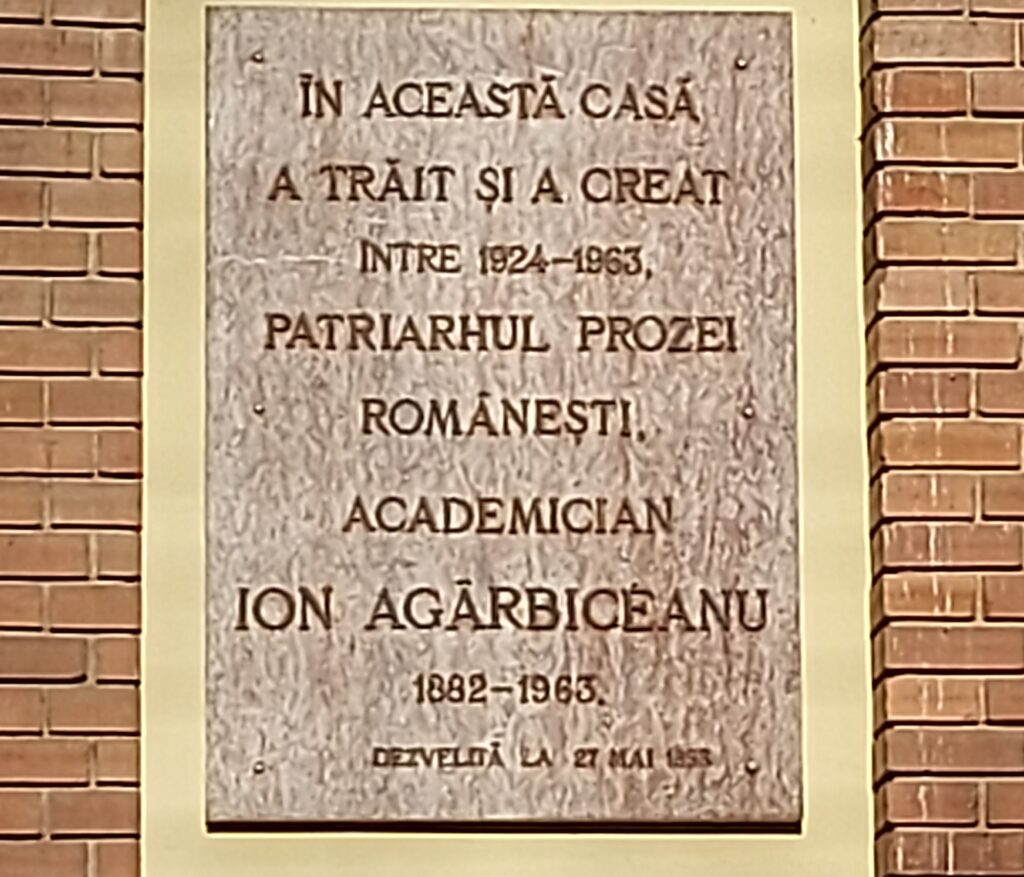 ÎN ACEASTĂ CASĂ
A TRĂIT ȘI A CREAT
ÎNTRE 1924-1963,
PATRIARHUL PROZEI
ROMÂNEȘTI,
ACADEMICIAN
ION AGÂRBICEANU
1882-1963.
DEZVELITĂ LA 27 MAI